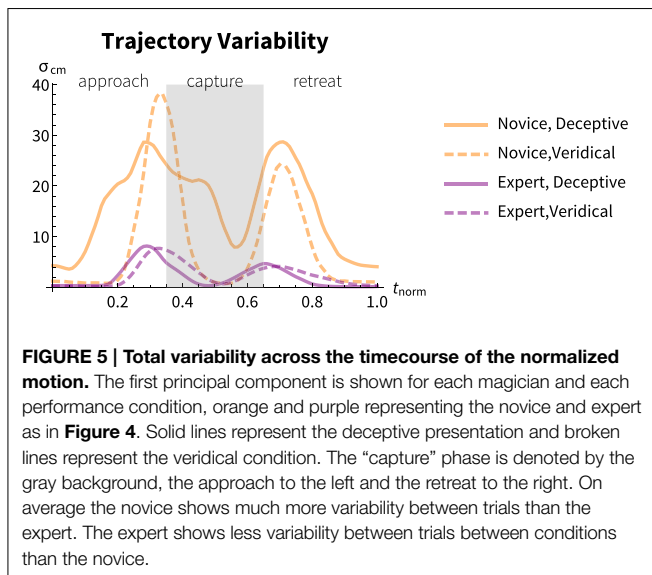 Trajectory Variability
σcm
approach capture retreat
40
30
20
10
0.2 0.4 0.6 0.8 1.0 tnorm
Novice, Deceptive
Novice,Veridical
Expert, Deceptive
Expert,Veridical
FIGURE 5 | Total variability across the timecourse of the normalized
motion. The first principal component is shown for each magician and each
performance condition, orange and purple representing the novice and expert
as in Figure 4. Solid lines represent the deceptive presentation and broken
lines represent the veridical condition. The “capture” phase is denoted by the
gray background, the approach to the left and the retreat to the right. On
average the novice shows much more variability between trials than the
expert. The expert shows less variability between trials between conditions
than the novice.